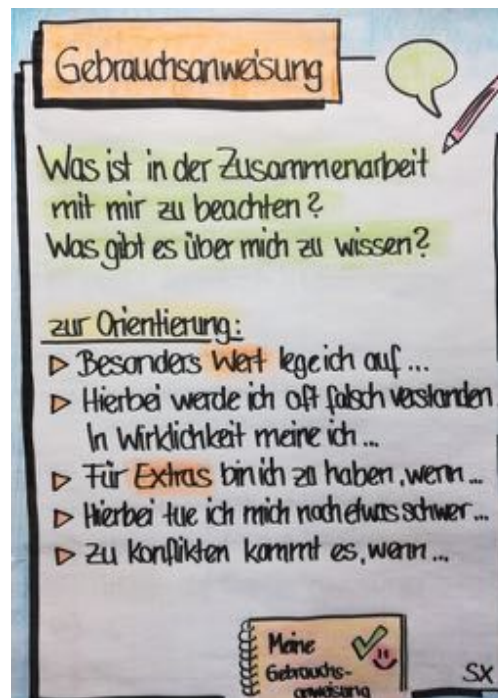 Gebrauchsanweisung
Was ist in der Zusammenarbeit
mit mir zu beachten?
Was gibt es über mich zu wissen?
zur Orientierung:
▷ Besonders Wert lege ich auf ...
▷ Hierbei werde ich oft falsch verstanden
In Wirklichkeit meine ich ...
▷ Für Extras bin ich zu haben, wenn ...
▷ Hierbei tue ich mich noch etwas schwer ...
▷ Zu Konflikten kommt es, wenn ...
Meine
Gebrauchs-
anweisung
SX